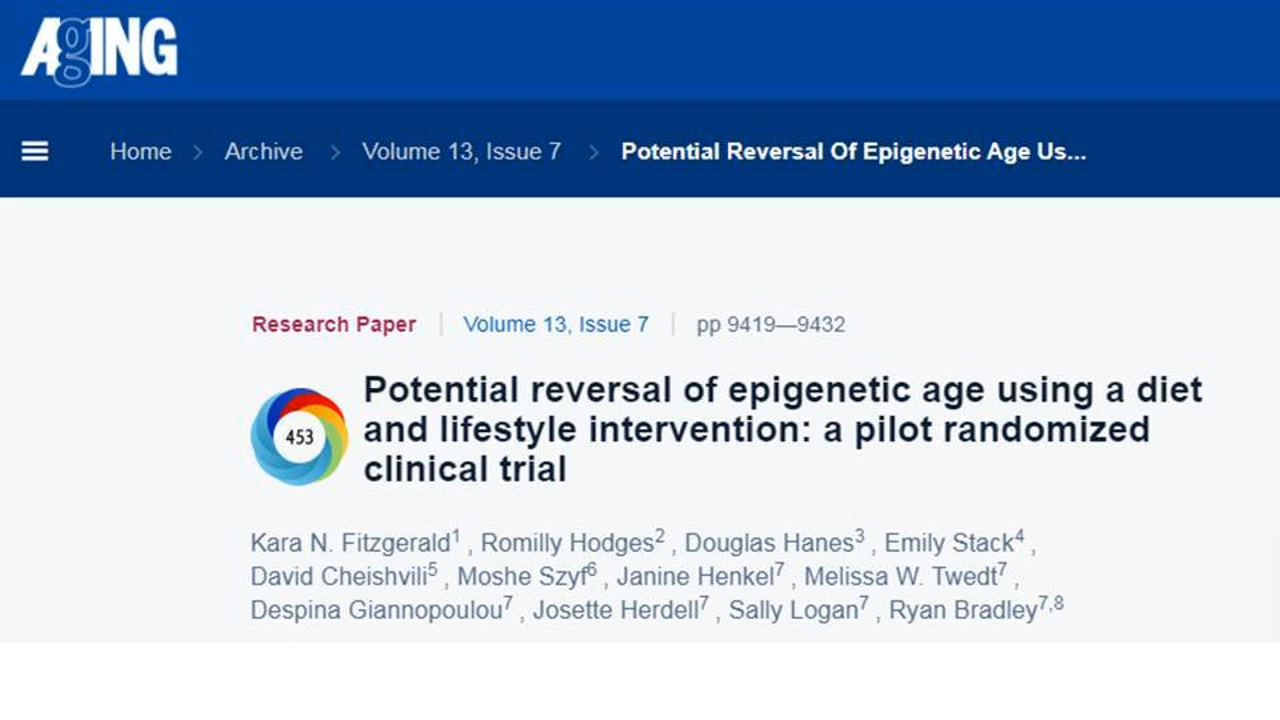 AgING
Home > Archive > Volume 13, Issue 7 > Potential Reversal Of Epigenetic Age Us...
Research Paper | Volume 13, Issue 7 | pp 9419—9432
Potential reversal of epigenetic age using a diet
and lifestyle intervention: a pilot randomized
clinical trial
453
Kara N. Fitzgerald1 , Romilly Hodges2 , Douglas Hanes3 , Emily Stack4 ,
David Cheishvili5 , Moshe Szyf6 , Janine Henkel7 , Melissa W. Twedt7 ,
Despina Giannopoulou7 , Josette Herdell7 , Sally Logan7 , Ryan Bradley7,8